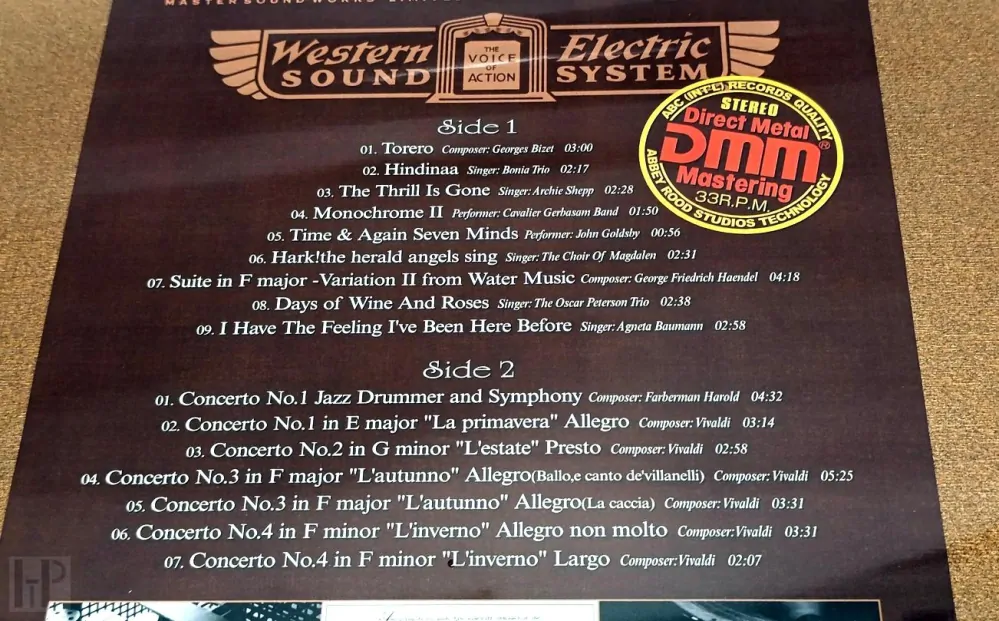 MASTER SOUND WORKS LIMITED
Western Electric
SOUND SYSTEM
THE
VOICE
OF
ACTION
ABC (INT'L) RECORDS QUALITY
STEREO
Direct Metal
DMM®
Mastering
33R.P.M.
ABBEY ROOD STUDIOS TECHNOLOGY
Side 1
01. Torero Composer: Georges Bizet 03:00
02. Hindinaa Singer: Bonia Trio 02:17
03. The Thrill Is Gone Singer: Archie Shepp 02:28
04. Monochrome II Performer: Cavalier Gerbasam Band 01:50
05. Time & Again Seven Minds Performer: John Goldsby 00:56
06. Hark!the herald angels sing Singer: The Choir Of Magdalen 02:31
07. Suite in F major -Variation II from Water Music Composer: George Friedrich Haendel 04:18
08. Days of Wine And Roses Singer: The Oscar Peterson Trio 02:38
09. I Have The Feeling I've Been Here Before Singer: Agneta Baumann 02:58
Side 2
01. Concerto No.1 Jazz Drummer and Symphony Composer: Farberman Harold 04:32
02. Concerto No.1 in E major "La primavera" Allegro Composer: Vivaldi 03:14
03. Concerto No.2 in G minor "L'estate" Presto Composer: Vivaldi 02:58
04. Concerto No.3 in F major "L'autunno" Allegro(Ballo,e canto de'villanelli) Composer: Vivaldi 05:25
05. Concerto No.3 in F major "L'autunno" Allegro(La caccia) Composer: Vivaldi 03:31
06. Concerto No.4 in F minor "L'inverno" Allegro non molto Composer: Vivaldi 03:31
07. Concerto No.4 in F minor "L'inverno" Largo Composer: Vivaldi 02:07